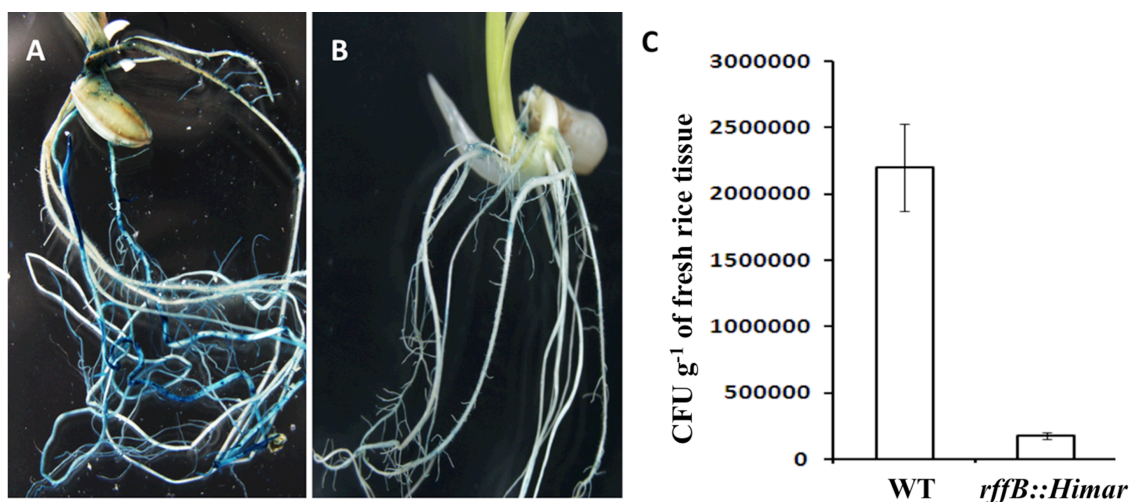 A
B
C
CFU g-1 of fresh rice tissue
3000000
2500000
2000000
1500000
1000000
500000
0
WT
rffB::Himar